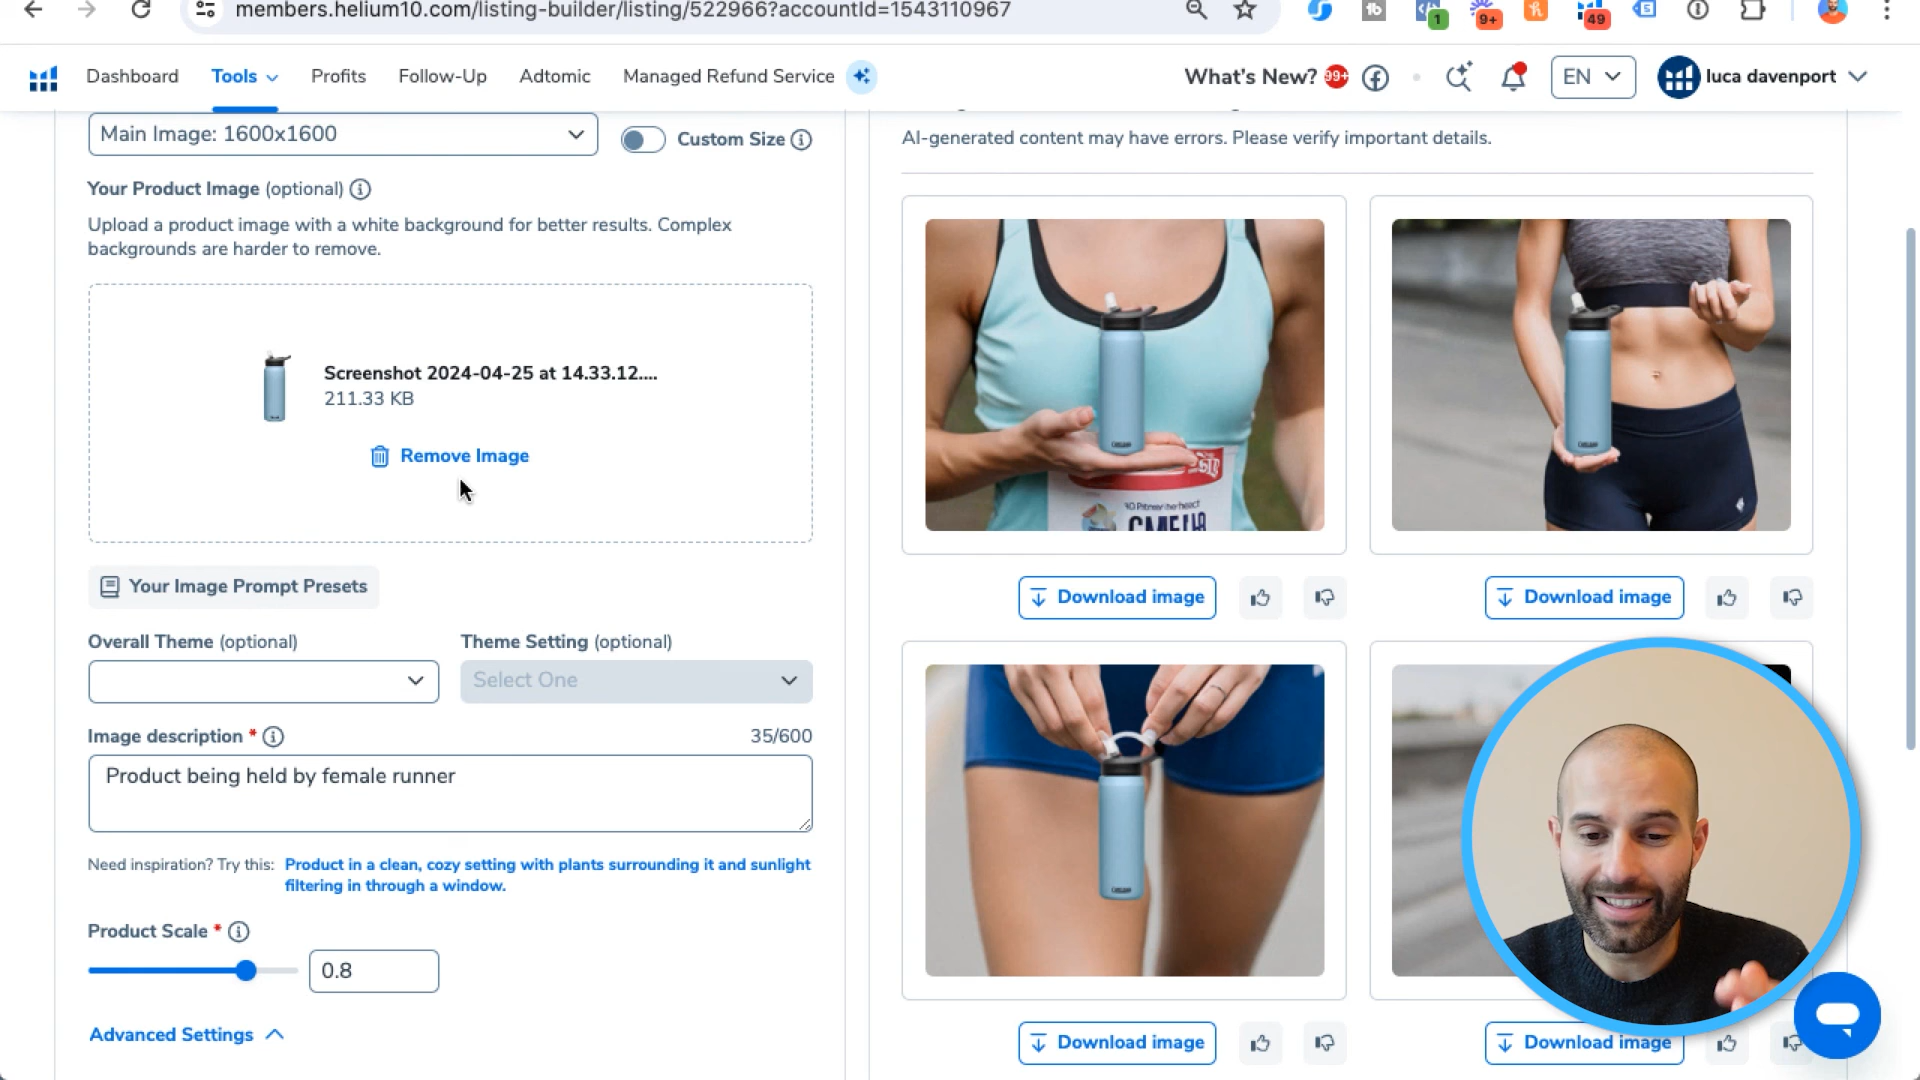 members.helium10.com/listing-builder/listing/522966?accountId=1543110967
1
9+
49
Dashboard
Tools
Profits
Follow-Up
Adtomic
Managed Refund Service
What's New?
99+
EN
luca davenport
Main Image: 1600x1600
Custom Size
AI-generated content may have errors. Please verify important details.
Your Product Image (optional)
Upload a product image with a white background for better results. Complex
backgrounds are harder to remove.
Screenshot 2024-04-25 at 14.33.12....
211.33 KB
Remove Image
Your Image Prompt Presets
Overall Theme (optional)
Theme Setting (optional)
Select One
Image description *
35/600
Product being held by female runner
Need inspiration? Try this: Product in a clean, cozy setting with plants surrounding it and sunlight
filtering in through a window.
Product Scale *
0.8
Advanced Settings
Download image
Download image
Download image
Download image